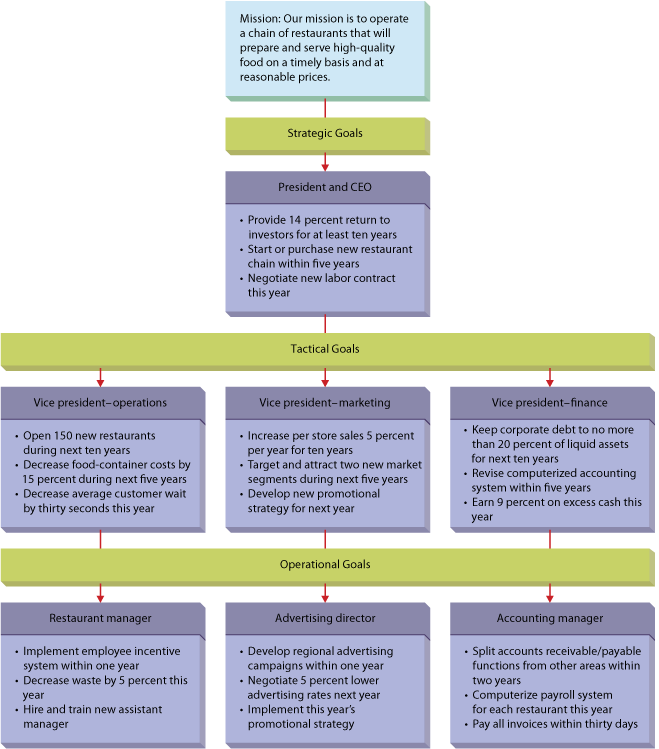 Mission: Our mission is to operate
a chain of restaurants that will
prepare and serve high-quality
food on a timely basis and at
reasonable prices.
Strategic Goals
President and CEO
• Provide 14 percent return to
investors for at least ten years
• Start or purchase new restaurant
chain within five years
• Negotiate new labor contract
this year
Tactical Goals
Vice president–operations
• Open 150 new restaurants
during next ten years
• Decrease food-container costs by
15 percent during next five years
• Decrease average customer wait
by thirty seconds this year
Vice president–marketing
• Increase per store sales 5 percent
per year for ten years
• Target and attract two new market
segments during next five years
• Develop new promotional
strategy for next year
Vice president–finance
• Keep corporate debt to no more
than 20 percent of liquid assets
for next ten years
• Revise computerized accounting
system within five years
• Earn 9 percent on excess cash this
year
Operational Goals
Restaurant manager
• Implement employee incentive
system within one year
• Decrease waste by 5 percent this
year
• Hire and train new assistant
manager
Advertising director
• Develop regional advertising
campaigns within one year
• Negotiate 5 percent lower
advertising rates next year
• Implement this year's
promotional strategy
Accounting manager
• Split accounts receivable/payable
functions from other areas within
two years
• Computerize payroll system
for each restaurant this year
• Pay all invoices within thirty days